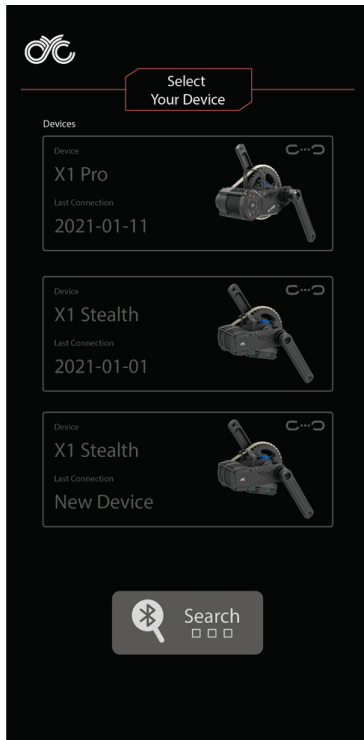 Select
Your Device
Devices
Device
X1 Pro
Last Connection
2021-01-11
Device
X1 Stealth
Last Connection
2021-01-01
Device
X1 Stealth
Last Connection
New Device
Search